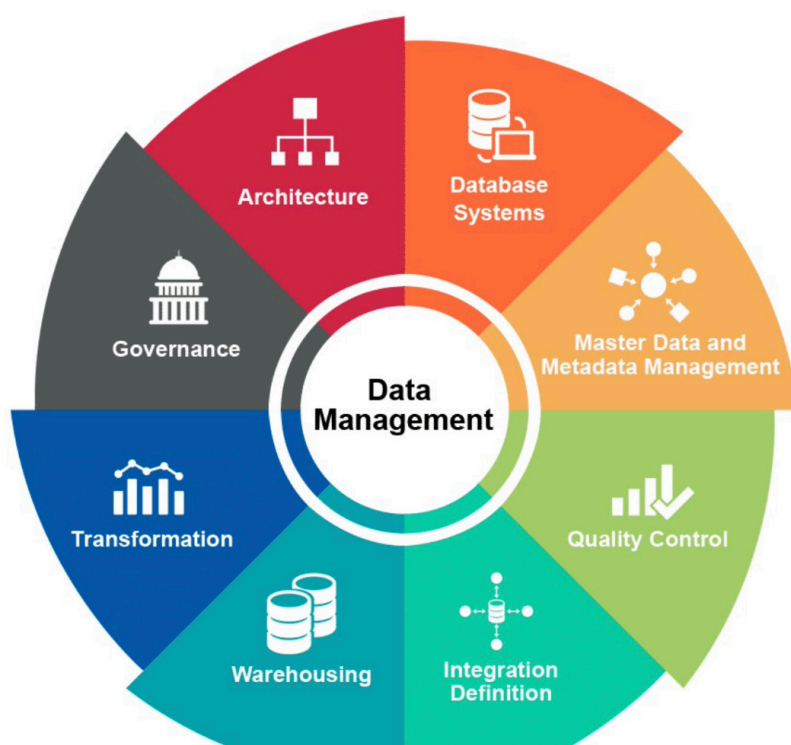 Architecture
Database
Systems
Master Data and
Metadata Management
Quality Control
Integration
Definition
Warehousing
Transformation
Governance
Data
Management